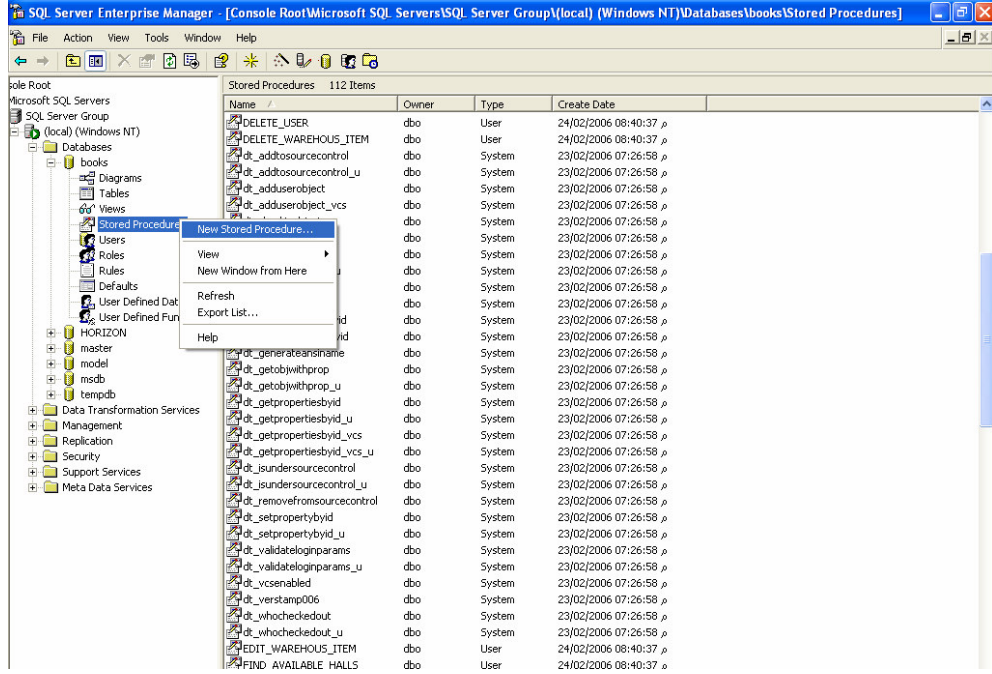 SQL Server Enterprise Manager - [Console Root\Microsoft SQL Servers\SQL Server Group\(local) (Windows NT)\Databases\books\Stored Procedures]
File Action View Tools Window Help
sole Root
Microsoft SQL Servers
SQL Server Group
(local) (Windows NT)
Databases
books
Diagrams
Tables
Views
Stored Procedure
Users
Roles
Rules
Defaults
User Defined Dat
User Defined Fun
HORIZON
master
model
msdb
tempdb
Data Transformation Services
Management
Replication
Security
Support Services
Meta Data Services
New Stored Procedure...
View
New Window from Here
Refresh
Export List...
Help
Stored Procedures 112 Items
Name Owner Type Create Date
DELETE_USER dbo User 24/02/2006 08:40:37 م
DELETE_WAREHOUS_ITEM dbo User 24/02/2006 08:40:37 م
dt_addtosourcecontrol dbo System 23/02/2006 07:26:58 م
dt_addtosourcecontrol_u dbo System 23/02/2006 07:26:58 م
dt_adduserobject dbo System 23/02/2006 07:26:58 م
dt_adduserobject_vcs dbo System 23/02/2006 07:26:58 م
dbo System 23/02/2006 07:26:58 م
dbo System 23/02/2006 07:26:58 م
dbo System 23/02/2006 07:26:58 م
u dbo System 23/02/2006 07:26:58 م
dbo System 23/02/2006 07:26:58 م
dbo System 23/02/2006 07:26:58 م
id dbo System 23/02/2006 07:26:58 م
vid dbo System 23/02/2006 07:26:58 م
dt_generateansiname dbo System 23/02/2006 07:26:58 م
dt_getobjwithprop dbo System 23/02/2006 07:26:58 م
dt_getobjwithprop_u dbo System 23/02/2006 07:26:58 م
dt_getpropertiesbyid dbo System 23/02/2006 07:26:58 م
dt_getpropertiesbyid_u dbo System 23/02/2006 07:26:58 م
dt_getpropertiesbyid_vcs dbo System 23/02/2006 07:26:58 م
dt_getpropertiesbyid_vcs_u dbo System 23/02/2006 07:26:58 م
dt_isundersourcecontrol dbo System 23/02/2006 07:26:58 م
dt_isundersourcecontrol_u dbo System 23/02/2006 07:26:58 م
dt_removefromsourcecontrol dbo System 23/02/2006 07:26:58 م
dt_setpropertybyid dbo System 23/02/2006 07:26:58 م
dt_setpropertybyid_u dbo System 23/02/2006 07:26:58 م
dt_validateloginparams dbo System 23/02/2006 07:26:58 م
dt_validateloginparams_u dbo System 23/02/2006 07:26:58 م
dt_vcsenabled dbo System 23/02/2006 07:26:58 م
dt_verstamp006 dbo System 23/02/2006 07:26:58 م
dt_whocheckedout dbo System 23/02/2006 07:26:58 م
dt_whocheckedout_u dbo System 23/02/2006 07:26:58 م
EDIT_WAREHOUS_ITEM dbo User 24/02/2006 08:40:37 م
FIND_AVAILABLE_HALLS dbo User 24/02/2006 08:40:37 م